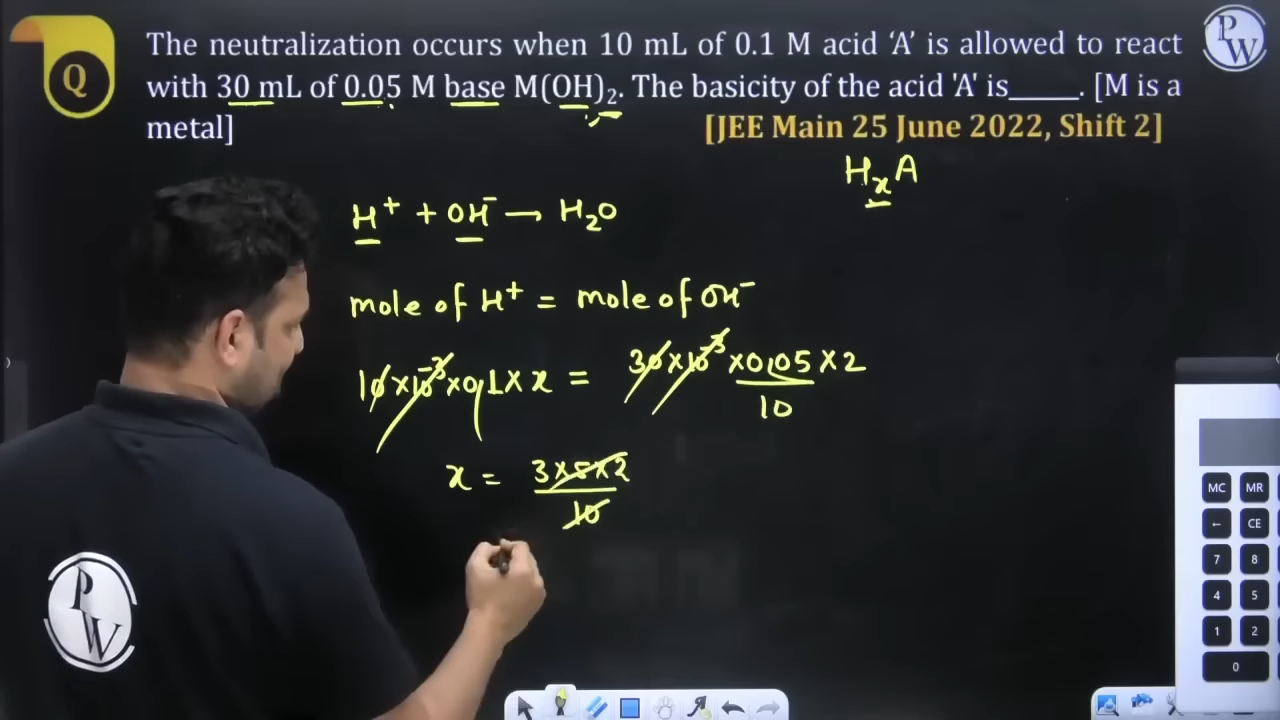 Q
The neutralization occurs when 10 mL of 0.1 M acid ‘A’ is allowed to react
with 30 mL of 0.05 M base M(OH)₂. The basicity of the acid 'A' is_____. [M is a
metal]
[JEE Main 25 June 2022, Shift 2]
PW
HₓA
H⁺ + OH⁻ → H₂O
mole of H⁺ = mole of OH⁻
10×10⁻³×0.1×x = 30×10⁻³×0.05×2
10
x = 3×5×2
10
PW
MC MR
← CE
7 8
4 5
1 2
0